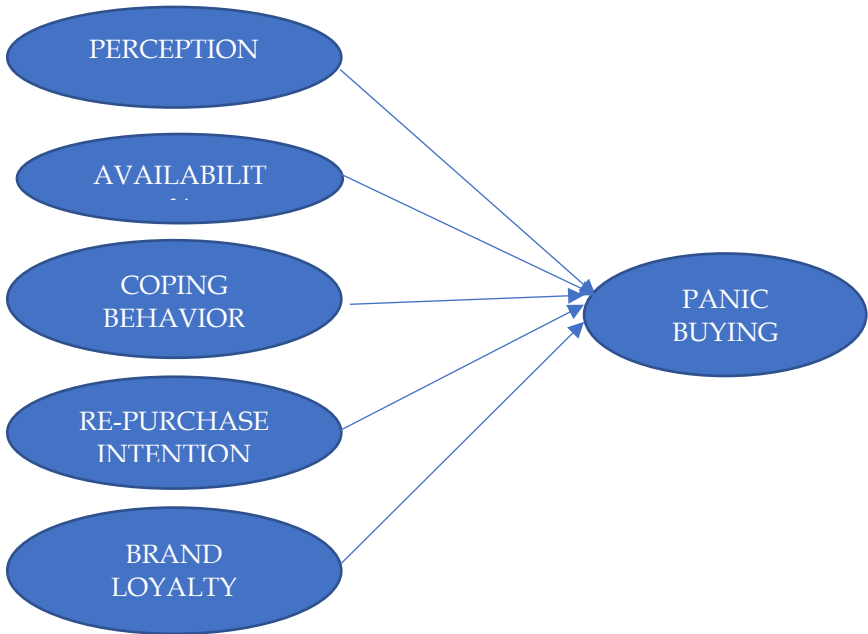 PERCEPTION
AVAILABILIT
COPING
BEHAVIOR
RE-PURCHASE
INTENTION
BRAND
LOYALTY
PANIC
BUYING